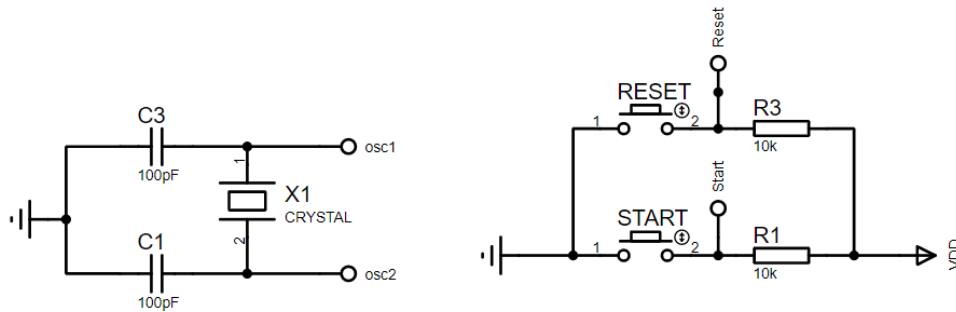 C3
100pF
1
osc1
X1
CRYSTAL
2
C1
100pF
osc2
Reset
RESET
1
2
R3
10k
Start
START
1
2
R1
10k
VDD